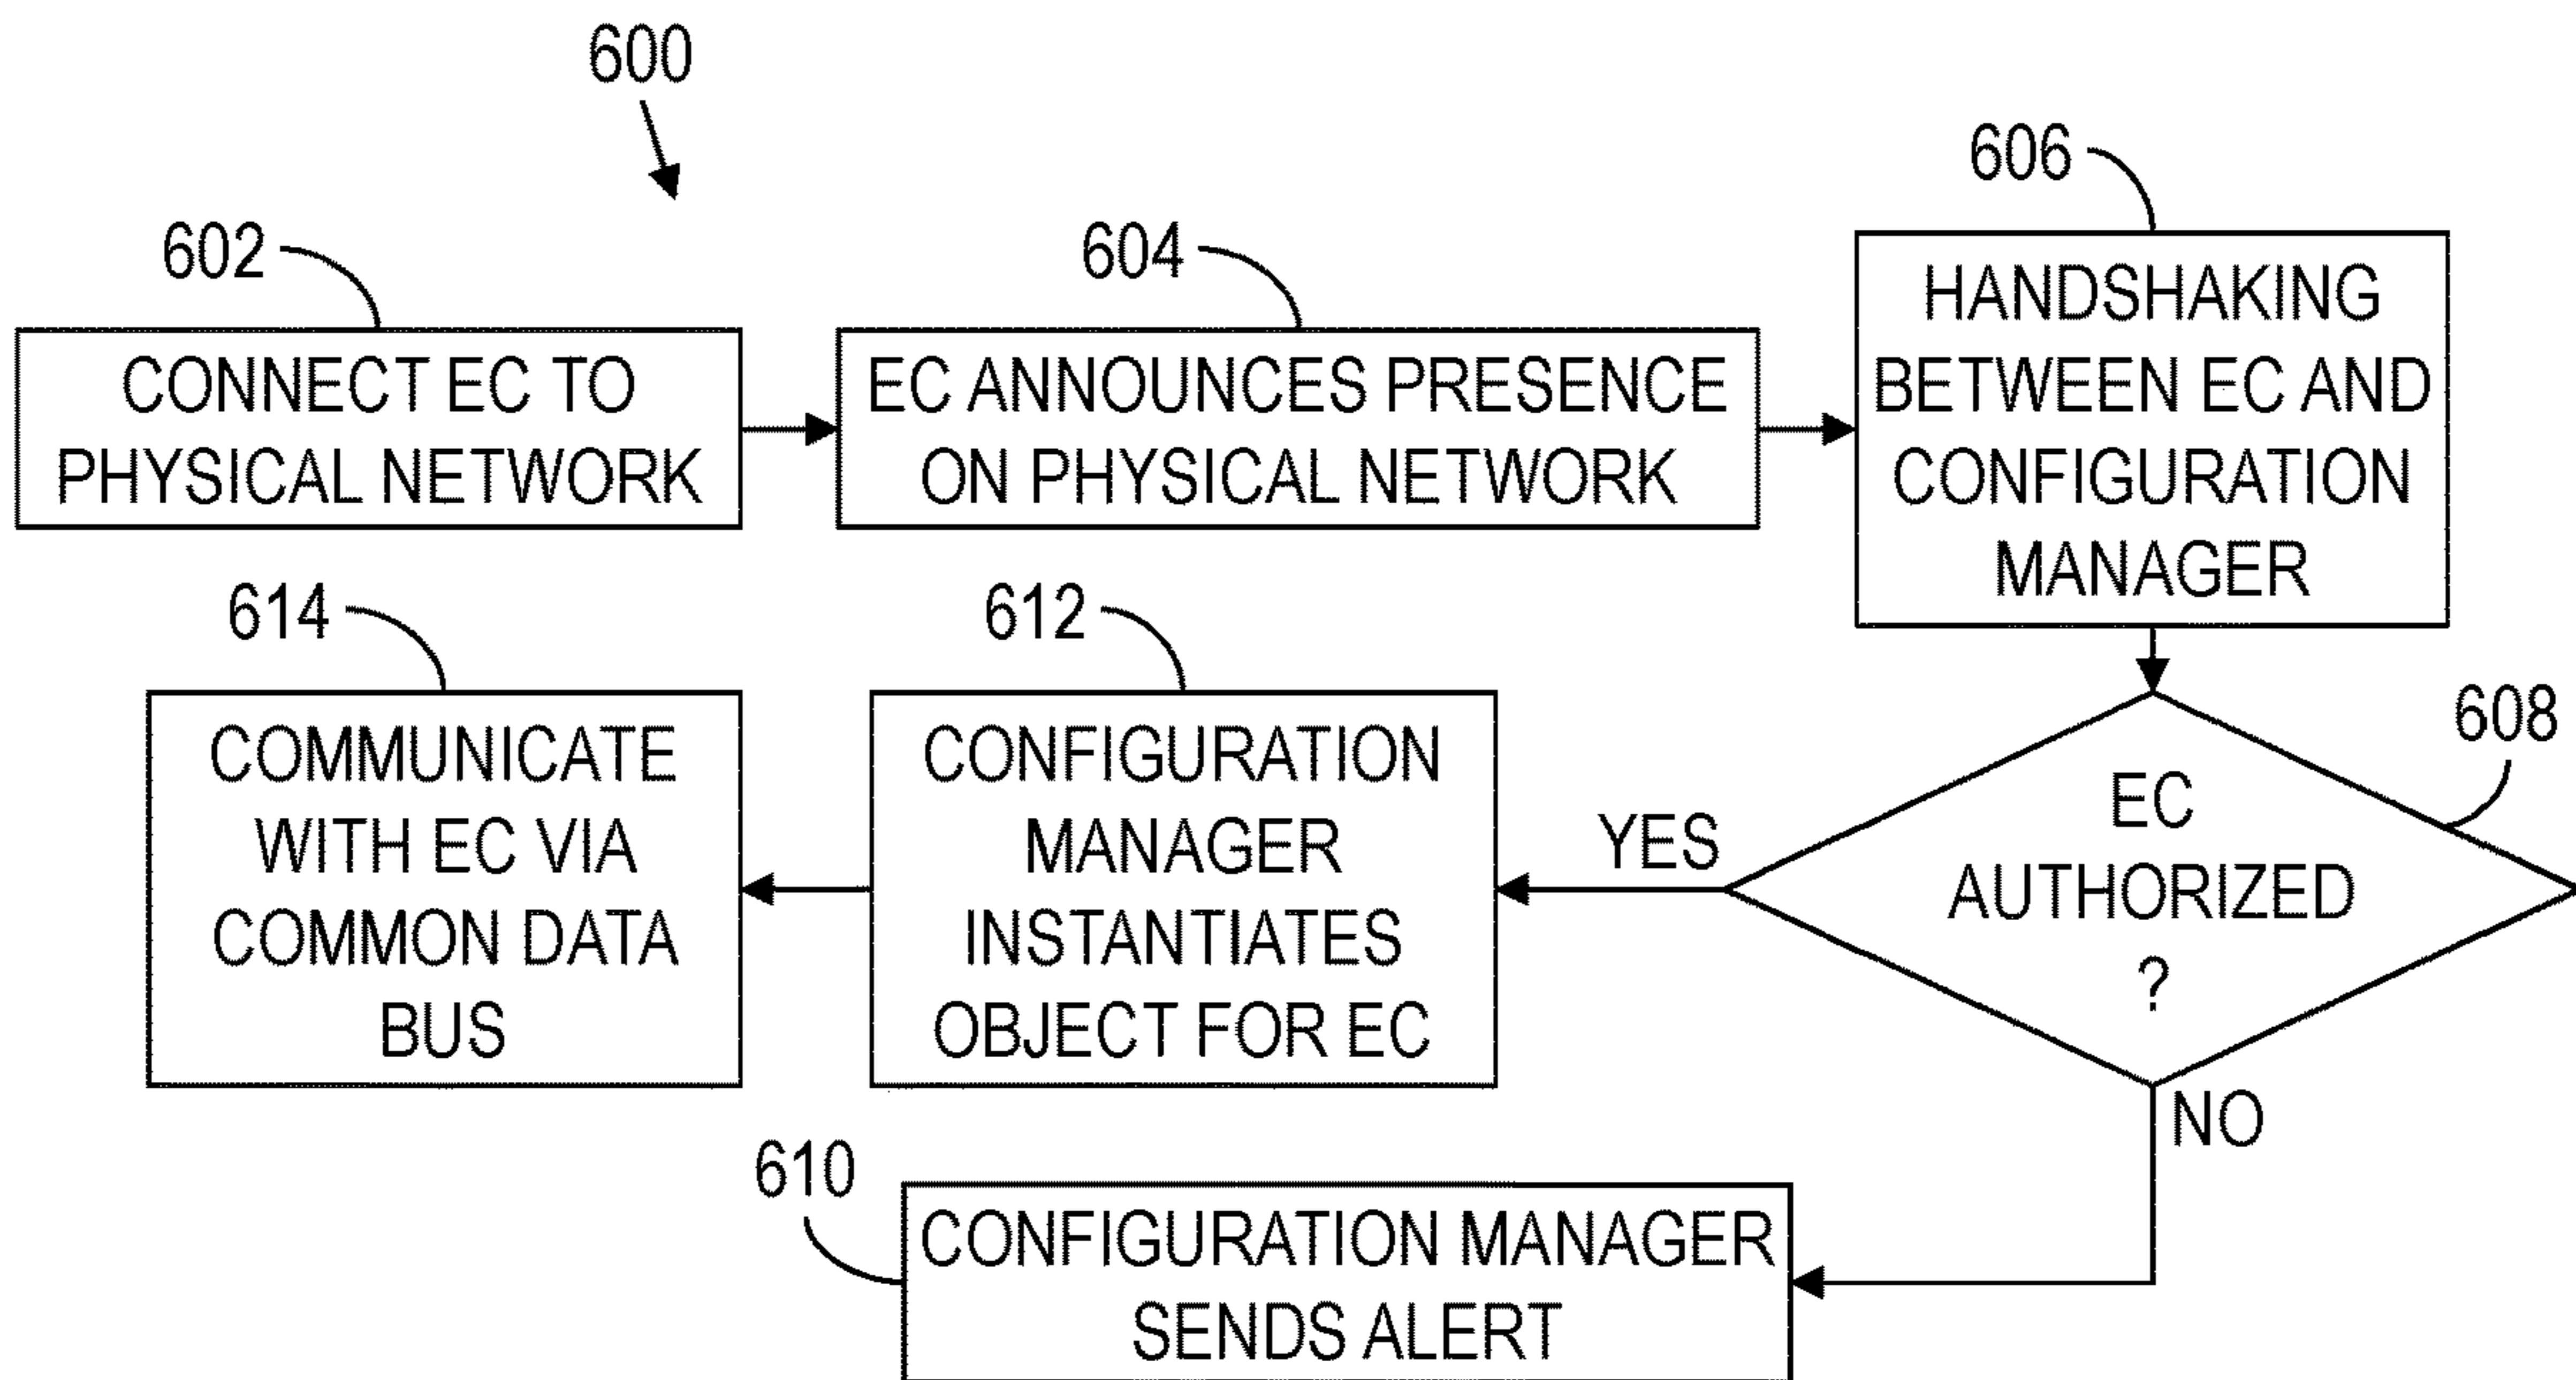 600
602
CONNECT EC TO
PHYSICAL NETWORK
604
EC ANNOUNCES PRESENCE
ON PHYSICAL NETWORK
606
HANDSHAKING
BETWEEN EC AND
CONFIGURATION
MANAGER
608
EC
AUTHORIZED
?
YES
NO
612
CONFIGURATION
MANAGER
INSTANTIATES
OBJECT FOR EC
614
COMMUNICATE
WITH EC VIA
COMMON DATA
BUS
610
CONFIGURATION MANAGER
SENDS ALERT